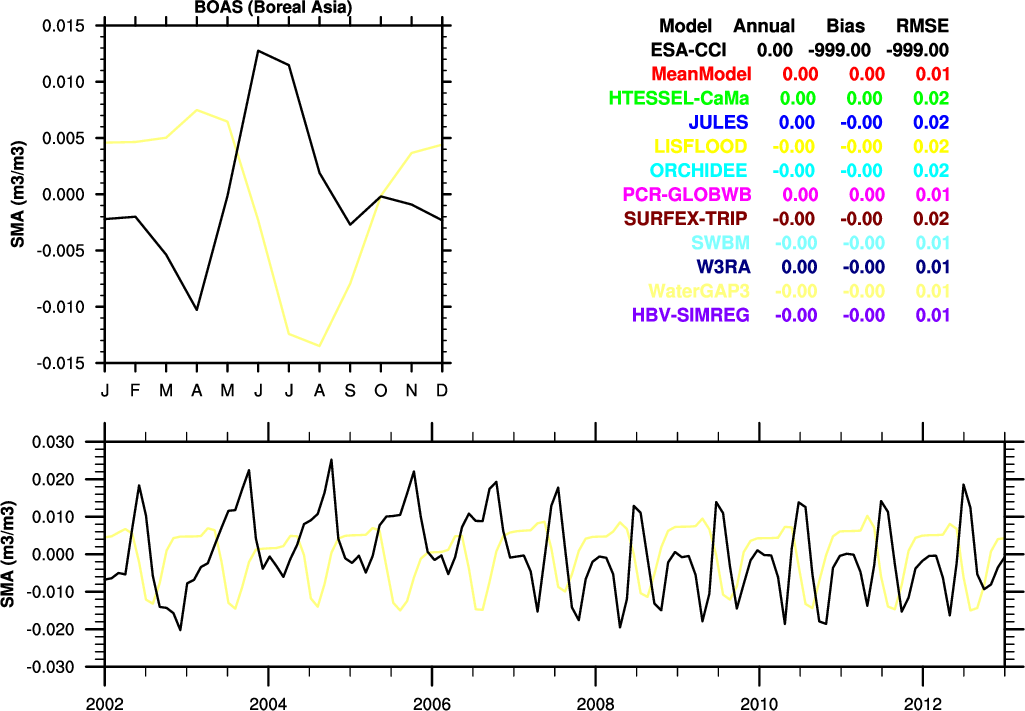 BOAS (Boreal Asia)
0.015
0.010
0.005
0.000
-0.005
-0.010
-0.015
SMA (m3/m3)
J F M A M J J A S O N D
Model Annual Bias RMSE
ESA-CCI 0.00 -999.00 -999.00
MeanModel 0.00 0.00 0.01
HTESSEL-CaMa 0.00 0.00 0.02
JULES 0.00 -0.00 0.02
LISFLOOD -0.00 -0.00 0.02
ORCHIDEE -0.00 -0.00 0.02
PCR-GLOBWB 0.00 0.00 0.01
SURFEX-TRIP -0.00 -0.00 0.02
SWBM -0.00 -0.00 0.01
W3RA 0.00 -0.00 0.01
WaterGAP3 -0.00 -0.00 0.01
HBV-SIMREG -0.00 -0.00 0.01
0.030
0.020
0.010
0.000
-0.010
-0.020
-0.030
SMA (m3/m3)
2002 2004 2006 2008 2010 2012